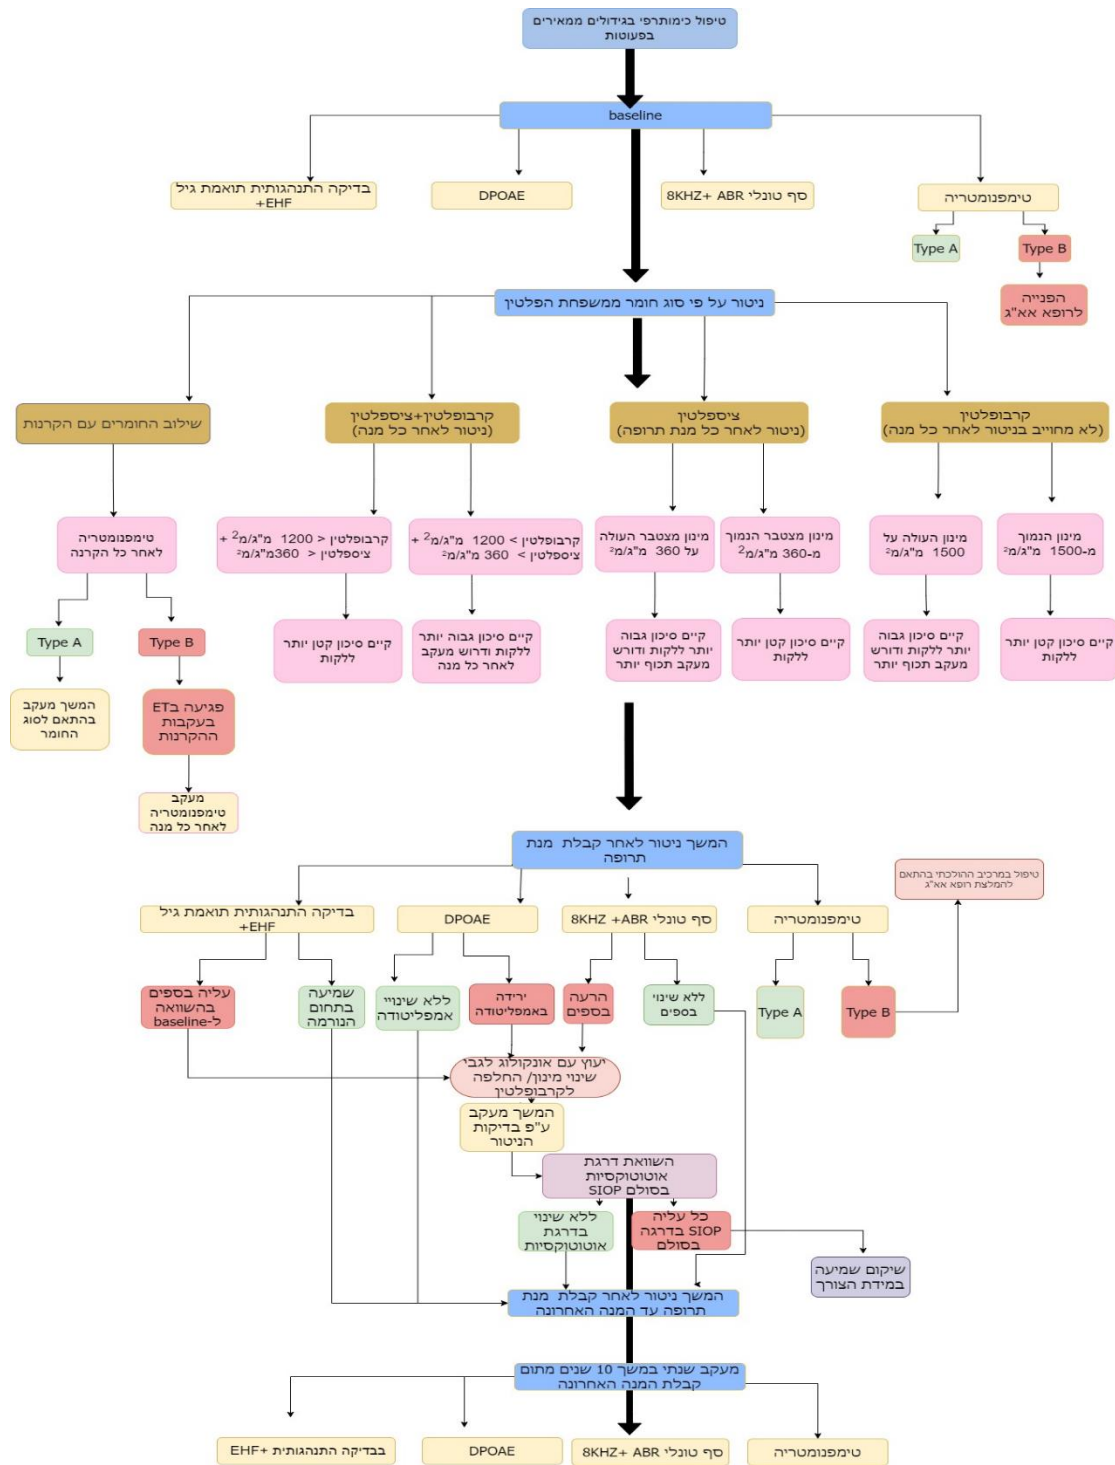 טיפול כימותרפי בגידולים ממאירים
בפעוטות
baseline
טימפנומטריה
סף טונלי 8KHZ+ ABR
DPOAE
בדיקה התנהגותית תואמת גיל
+EHF
Type B
Type A
הפנייה
לרופא אא"ג
ניטור על פי סוג חומר ממשפחת הפלטין
קרבופלטין
(לא מחוייב בניטור לאחר כל מנה)
ציספלטין
(ניטור לאחר כל מנת תרופה)
קרבופלטין+ציספלטין
(ניטור לאחר כל מנה)
שילוב החומרים עם הקרנות
מינון הנמוך
מ-1500 מ"ג/מ²
מינון העולה על
1500 מ"ג/מ²
מינון מצטבר הנמוך
מ-360 מ"ג/מ²
מינון מצטבר העולה
על 360 מ"ג/מ²
קרבופלטין > 1200 מ"ג/מ² +
ציספלטין > 360 מ"ג/מ²
קרבופלטין < 1200 מ"ג/מ² +
ציספלטין < 360מ"ג/מ²
טימפנומטריה
לאחר כל הקרנה
קיים סיכון קטן יותר
ללקות
קיים סיכון גבוה
יותר ללקות ודורש
מעקב תכוף יותר
קיים סיכון קטן יותר
ללקות
קיים סיכון גבוה
יותר ללקות ודורש
מעקב תכוף יותר
קיים סיכון גבוה יותר
ללקות ודרוש מעקב
לאחר כל מנה
קיים סיכון קטן יותר
ללקות
Type B
Type A
פגיעה בET
בעקבות
ההקרנות
המשך מעקב
בהתאם לסוג
החומר
מעקב
טימפנומטריה
לאחר כל מנה
המשך ניטור לאחר קבלת מנת
תרופה
טיפול במרכיב ההולכתי בהתאם
להמלצת רופא אא"ג
טימפנומטריה
סף טונלי 8KHZ +ABR
DPOAE
בדיקה התנהגותית תואמת גיל
+EHF
Type B
Type A
ללא שינוי
בספים
הרעה
בספים
ירידה
באמפליטודה
ללא שינויי
אמפליטודה
שמיעה
בתחום
הנורמה
עליה בספים
בהשוואה
ל-baseline
יעוץ עם אונקולוג לגבי
שינוי מינון/ החלפה
לקרבופלטין
המשך מעקב
ע"פ בדיקות
הניטור
השוואת דרגת
אוטוטוקסיות
בסולם SIOP
כל עליה
בדרגה SIOP
בסולם
ללא שינוי
בדרגת
אוטוטוקסיות
שיקום שמיעה
במידת הצורך
המשך ניטור לאחר קבלת מנת
תרופה עד המנה האחרונה
מעקב שנתי במשך 10 שנים מתום
קבלת המנה האחרונה
טימפנומטריה
סף טונלי 8KHZ+ ABR
DPOAE
בבדיקה התנהגותית +EHF